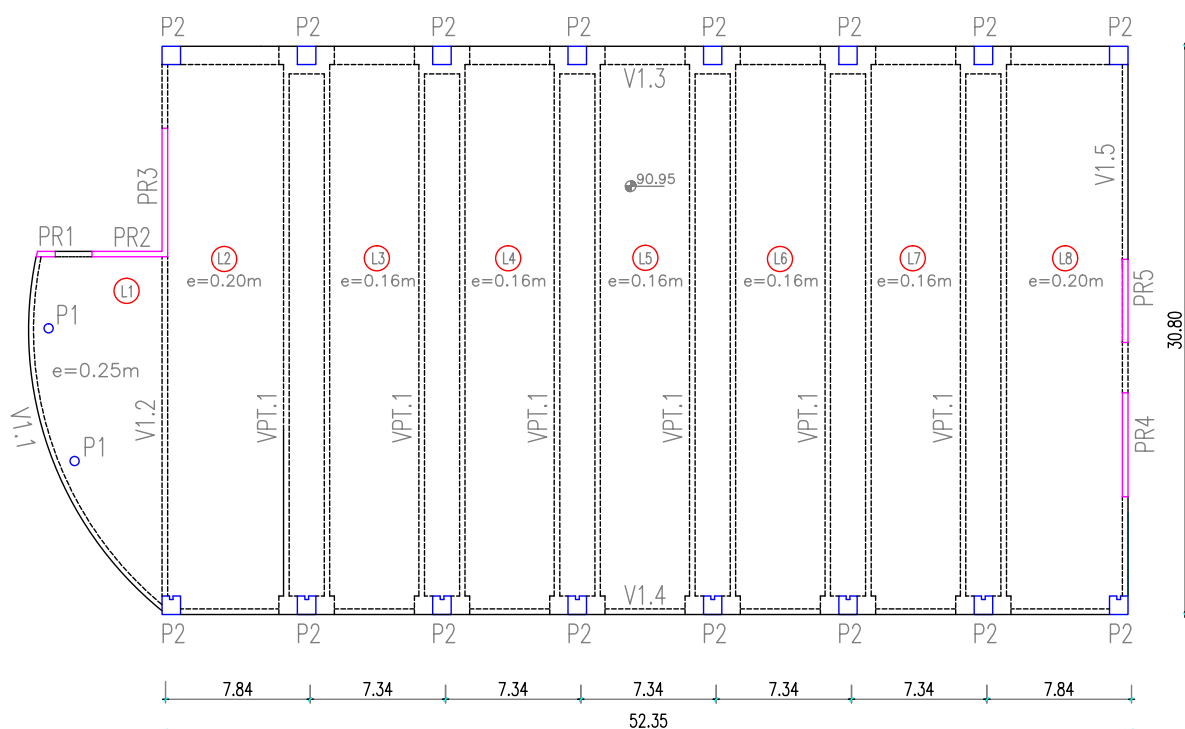 P2 P2 P2 P2 P2 P2 P2 P2
V1.3
V1.5
PR3
90.95
PR1 PR2
L1
L2
e=0.20m
L3
e=0.16m
L4
e=0.16m
L5
e=0.16m
L6
e=0.16m
L7
e=0.16m
L8
e=0.20m
PR5
30.80
P1
e=0.25m
V1.1
V1.2
VPT.1
VPT.1
VPT.1
VPT.1
VPT.1
VPT.1
PR4
P1
V1.4
P2 P2 P2 P2 P2 P2 P2 P2
7.84 7.34 7.34 7.34 7.34 7.34 7.84
52.35